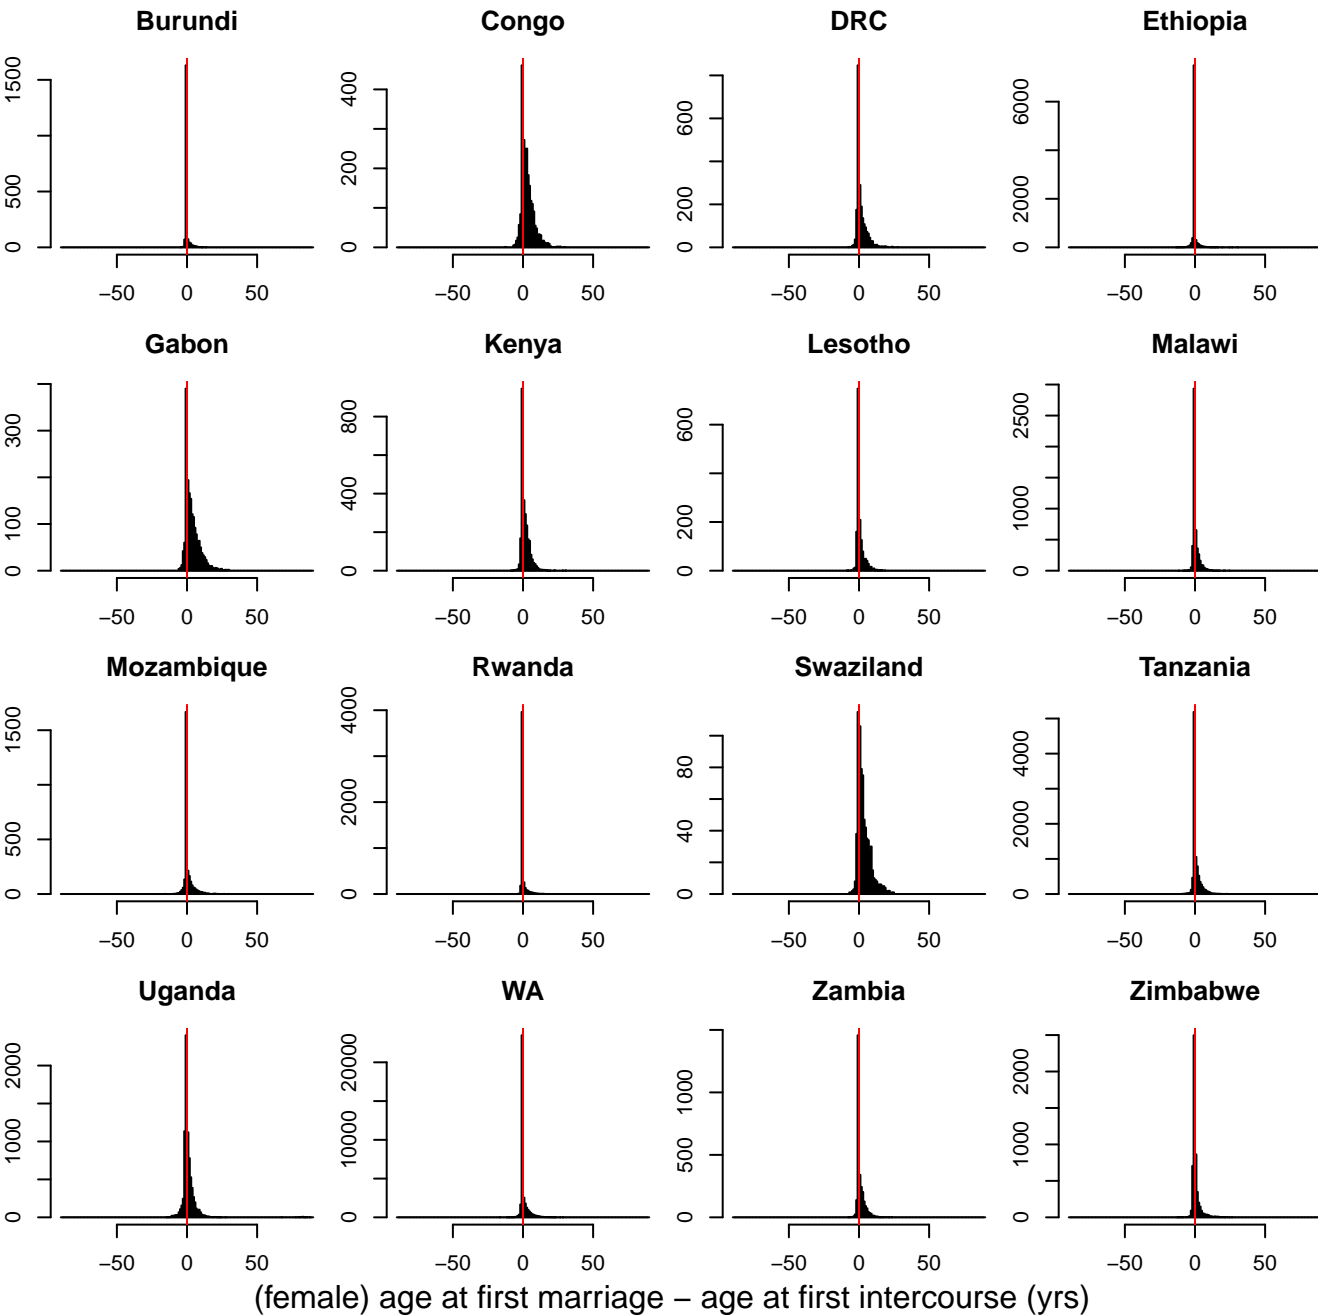 Burundi Congo DRC Ethiopia
0 500 1500
−50 0 50
0 200 400
−50 0 50
0 200 600
−50 0 50
0 2000 6000
−50 0 50
Gabon Kenya Lesotho Malawi
0 100 300
−50 0 50
0 400 800
−50 0 50
0 200 600
−50 0 50
0 1000 2500
−50 0 50
Mozambique Rwanda Swaziland Tanzania
0 500 1500
−50 0 50
0 2000 4000
−50 0 50
0 40 80
−50 0 50
0 2000 4000
−50 0 50
Uganda WA Zambia Zimbabwe
0 1000 2000
−50 0 50
0 10000 20000
−50 0 50
0 500 1000
−50 0 50
0 1000 2000
−50 0 50
(female) age at first marriage − age at first intercourse (yrs)